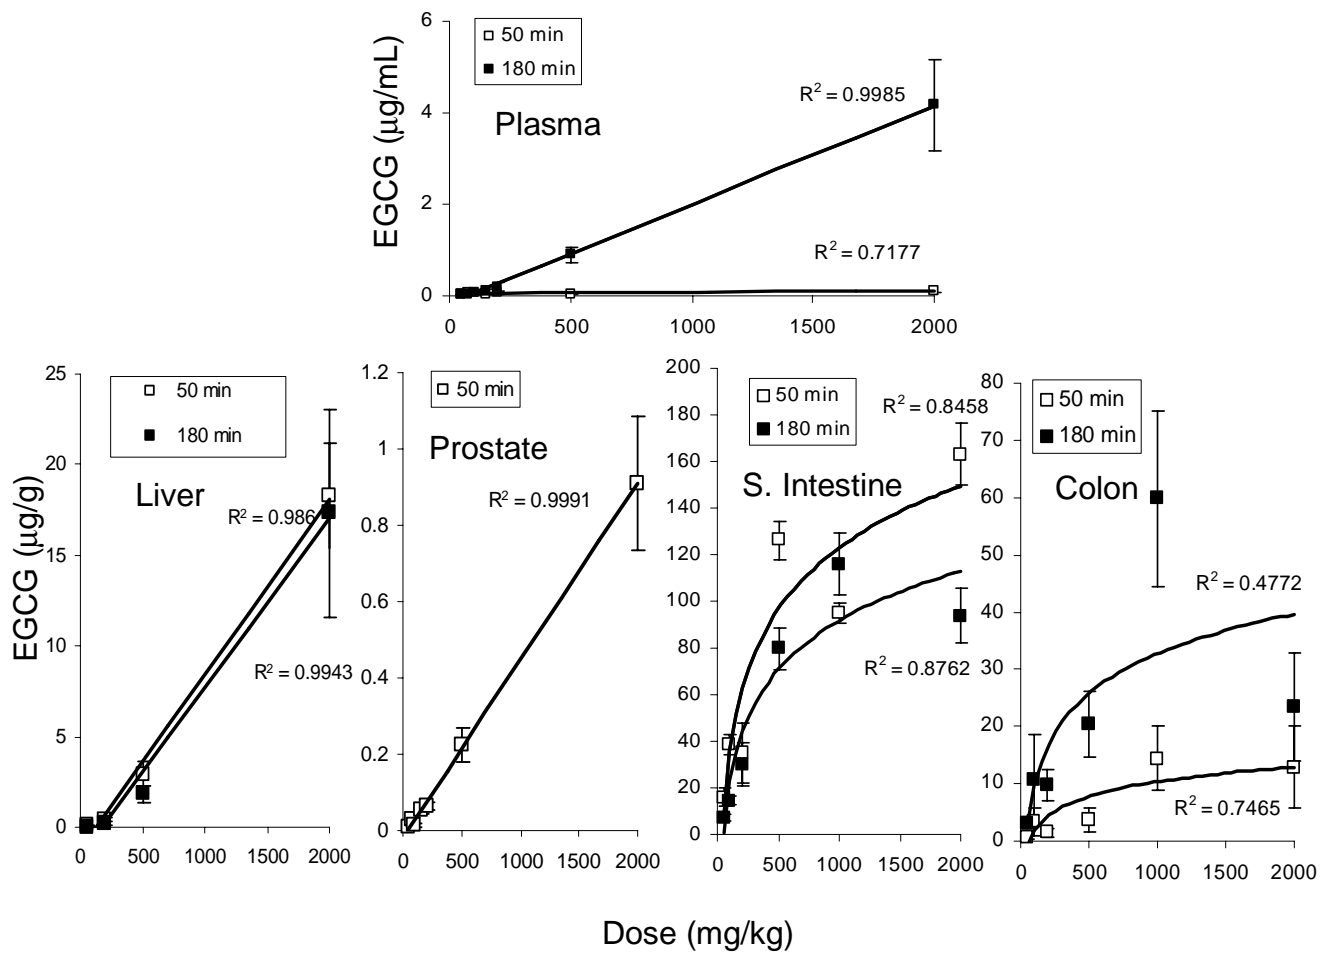 50 min
180 min
Plasma
EGCG (μg/mL)
6
4
2
0
R² = 0.9985
R² = 0.7177
0 500 1000 1500 2000
EGCG (μg/g)
25
20
15
10
5
0
50 min
180 min
Liver
R² = 0.986
R² = 0.9943
0 500 1000 1500 2000
1.2
1
0.8
0.6
0.4
0.2
0
50 min
Prostate
R² = 0.9991
0 500 1000 1500 2000
200
180
160
140
120
100
80
60
40
20
0
50 min
180 min
R² = 0.8458
S. Intestine
R² = 0.8762
0 500 1000 1500 2000
80
70
60
50
40
30
20
10
0
50 min
180 min
Colon
R² = 0.4772
R² = 0.7465
0 500 1000 1500 2000
Dose (mg/kg)